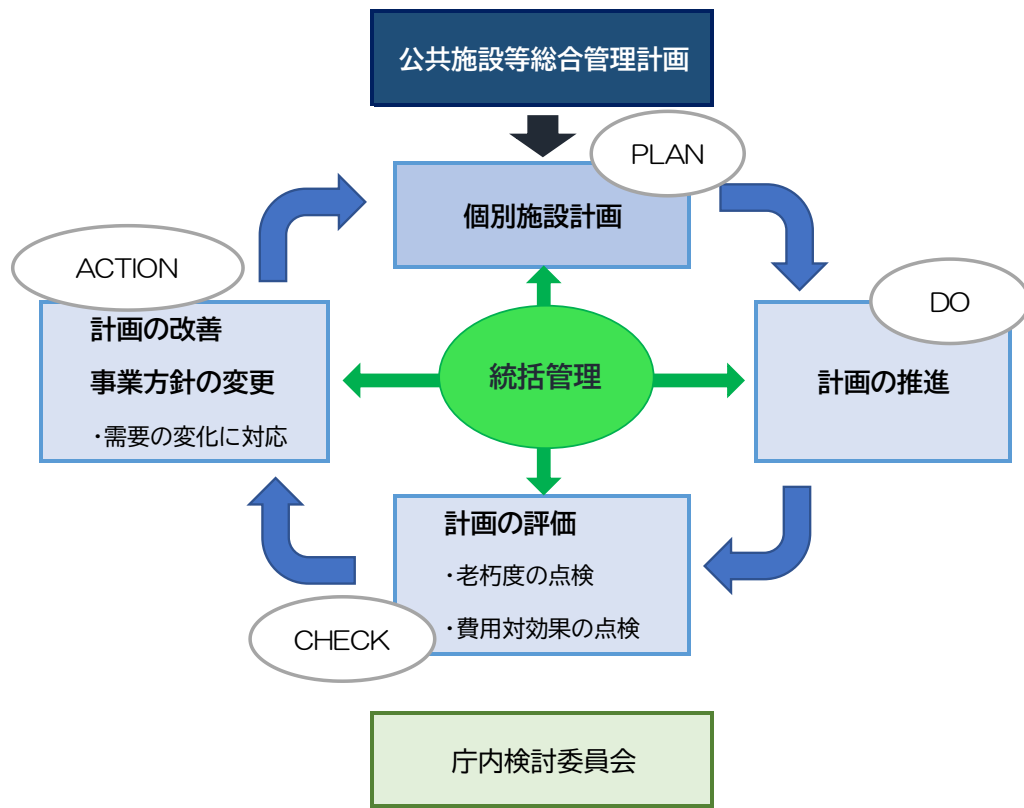 公共施設等総合管理計画
PLAN
個別施設計画
ACTION
計画の改善
事業方針の変更
・需要の変化に対応
統括管理
DO
計画の推進
計画の評価
・老朽度の点検
・費用対効果の点検
CHECK
庁内検討委員会